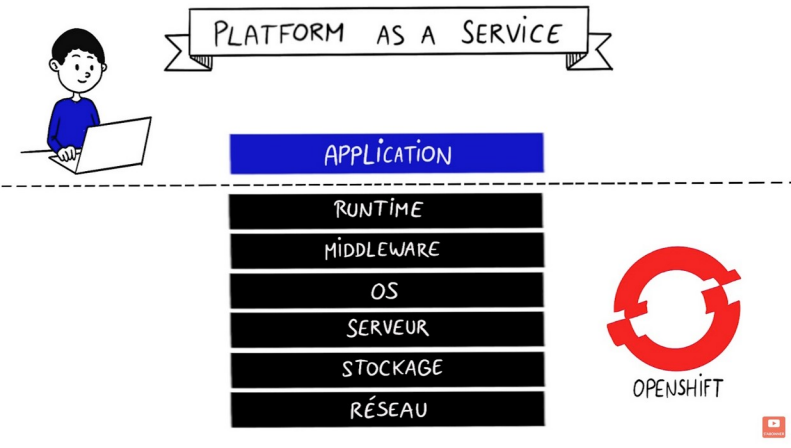 PLATFORM AS A SERVICE
APPLICATION
RUNTIME
MIDDLEWARE
OS
SERVEUR
STOCKAGE
RÉSEAU
OPENSHIFT